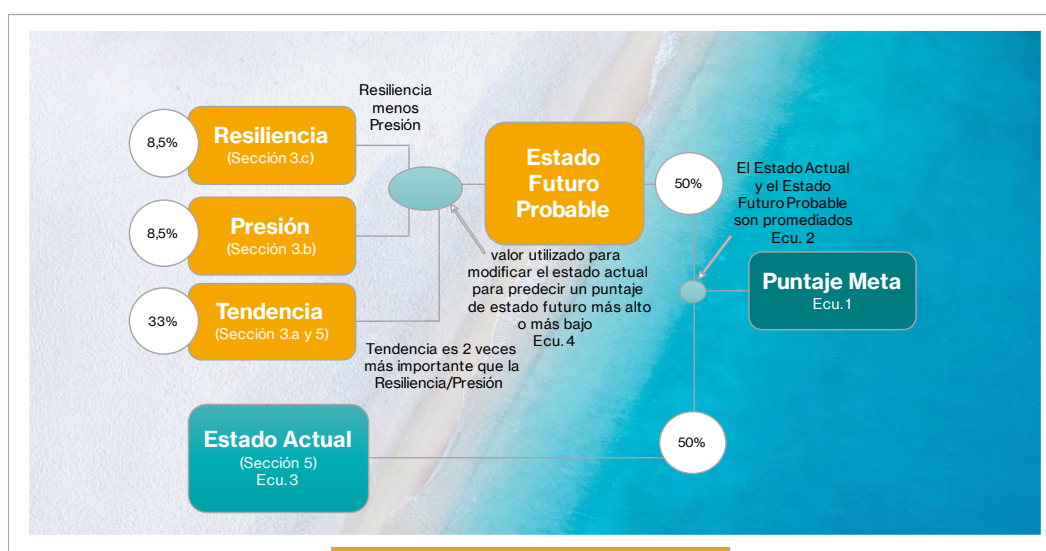 Resiliencia
menos
Presión
8,5%
Resiliencia
(Sección 3.c)
Estado
Futuro
Probable
50%
El Estado Actual
y el Estado
Futuro Probable
son promediados
Ecu. 2
8,5%
Presión
(Sección 3.b)
valor utilizado para
modificar el estado actual
para predecir un puntaje
de estado futuro más alto
o más bajo
Ecu. 4
Puntaje Meta
Ecu. 1
33%
Tendencia
(Sección 3.a y 5)
Tendencia es 2 veces
más importante que la
Resiliencia/Presión
Estado Actual
(Sección 5)
Ecu. 3
50%